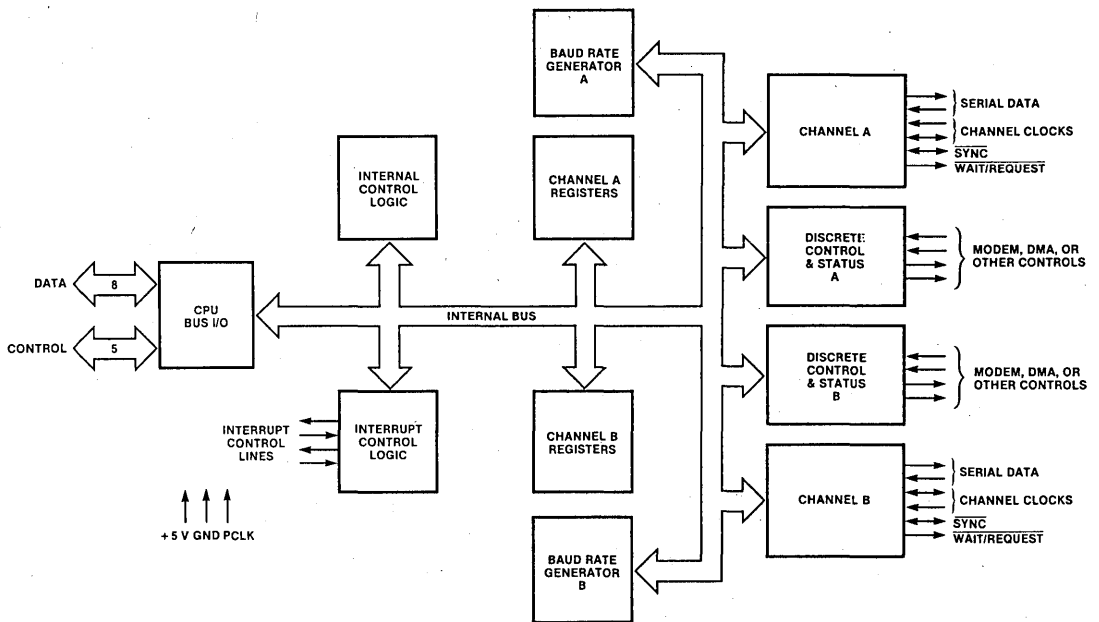 BAUD RATE
GENERATOR
A
CHANNEL A
SERIAL DATA
CHANNEL CLOCKS
SYNC
WAIT/REQUEST
INTERNAL
CONTROL
LOGIC
CHANNEL A
REGISTERS
DISCRETE
CONTROL
& STATUS
A
MODEM, DMA, OR
OTHER CONTROLS
DATA
8
CPU
BUS I/O
CONTROL
5
INTERNAL BUS
DISCRETE
CONTROL
& STATUS
B
MODEM, DMA, OR
OTHER CONTROLS
INTERRUPT
CONTROL
LINES
INTERRUPT
CONTROL
LOGIC
CHANNEL B
REGISTERS
CHANNEL B
SERIAL DATA
CHANNEL CLOCKS
SYNC
WAIT/REQUEST
+5 V GND PCLK
BAUD RATE
GENERATOR
B